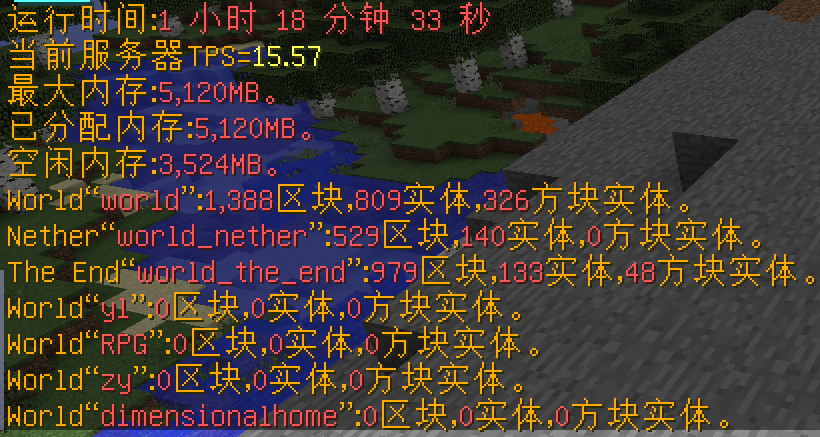 运行时间:1 小时 18 分钟 33 秒
当前服务器TPS=15.57
最大内存:5,120MB。
已分配内存:5,120MB。
空闲内存:3,524MB。
World“world”:1,388区块,809实体,326方块实体。
Nether“world_nether”:529区块,140实体,0方块实体。
The End“world_the_end”:979区块,133实体,48方块实体。
World“yl”:0区块,0实体,0方块实体。
World“RPG”:0区块,0实体,0方块实体。
World“zy”:0区块,0实体,0方块实体。
World“dimensionalhome”:0区块,0实体,0方块实体。